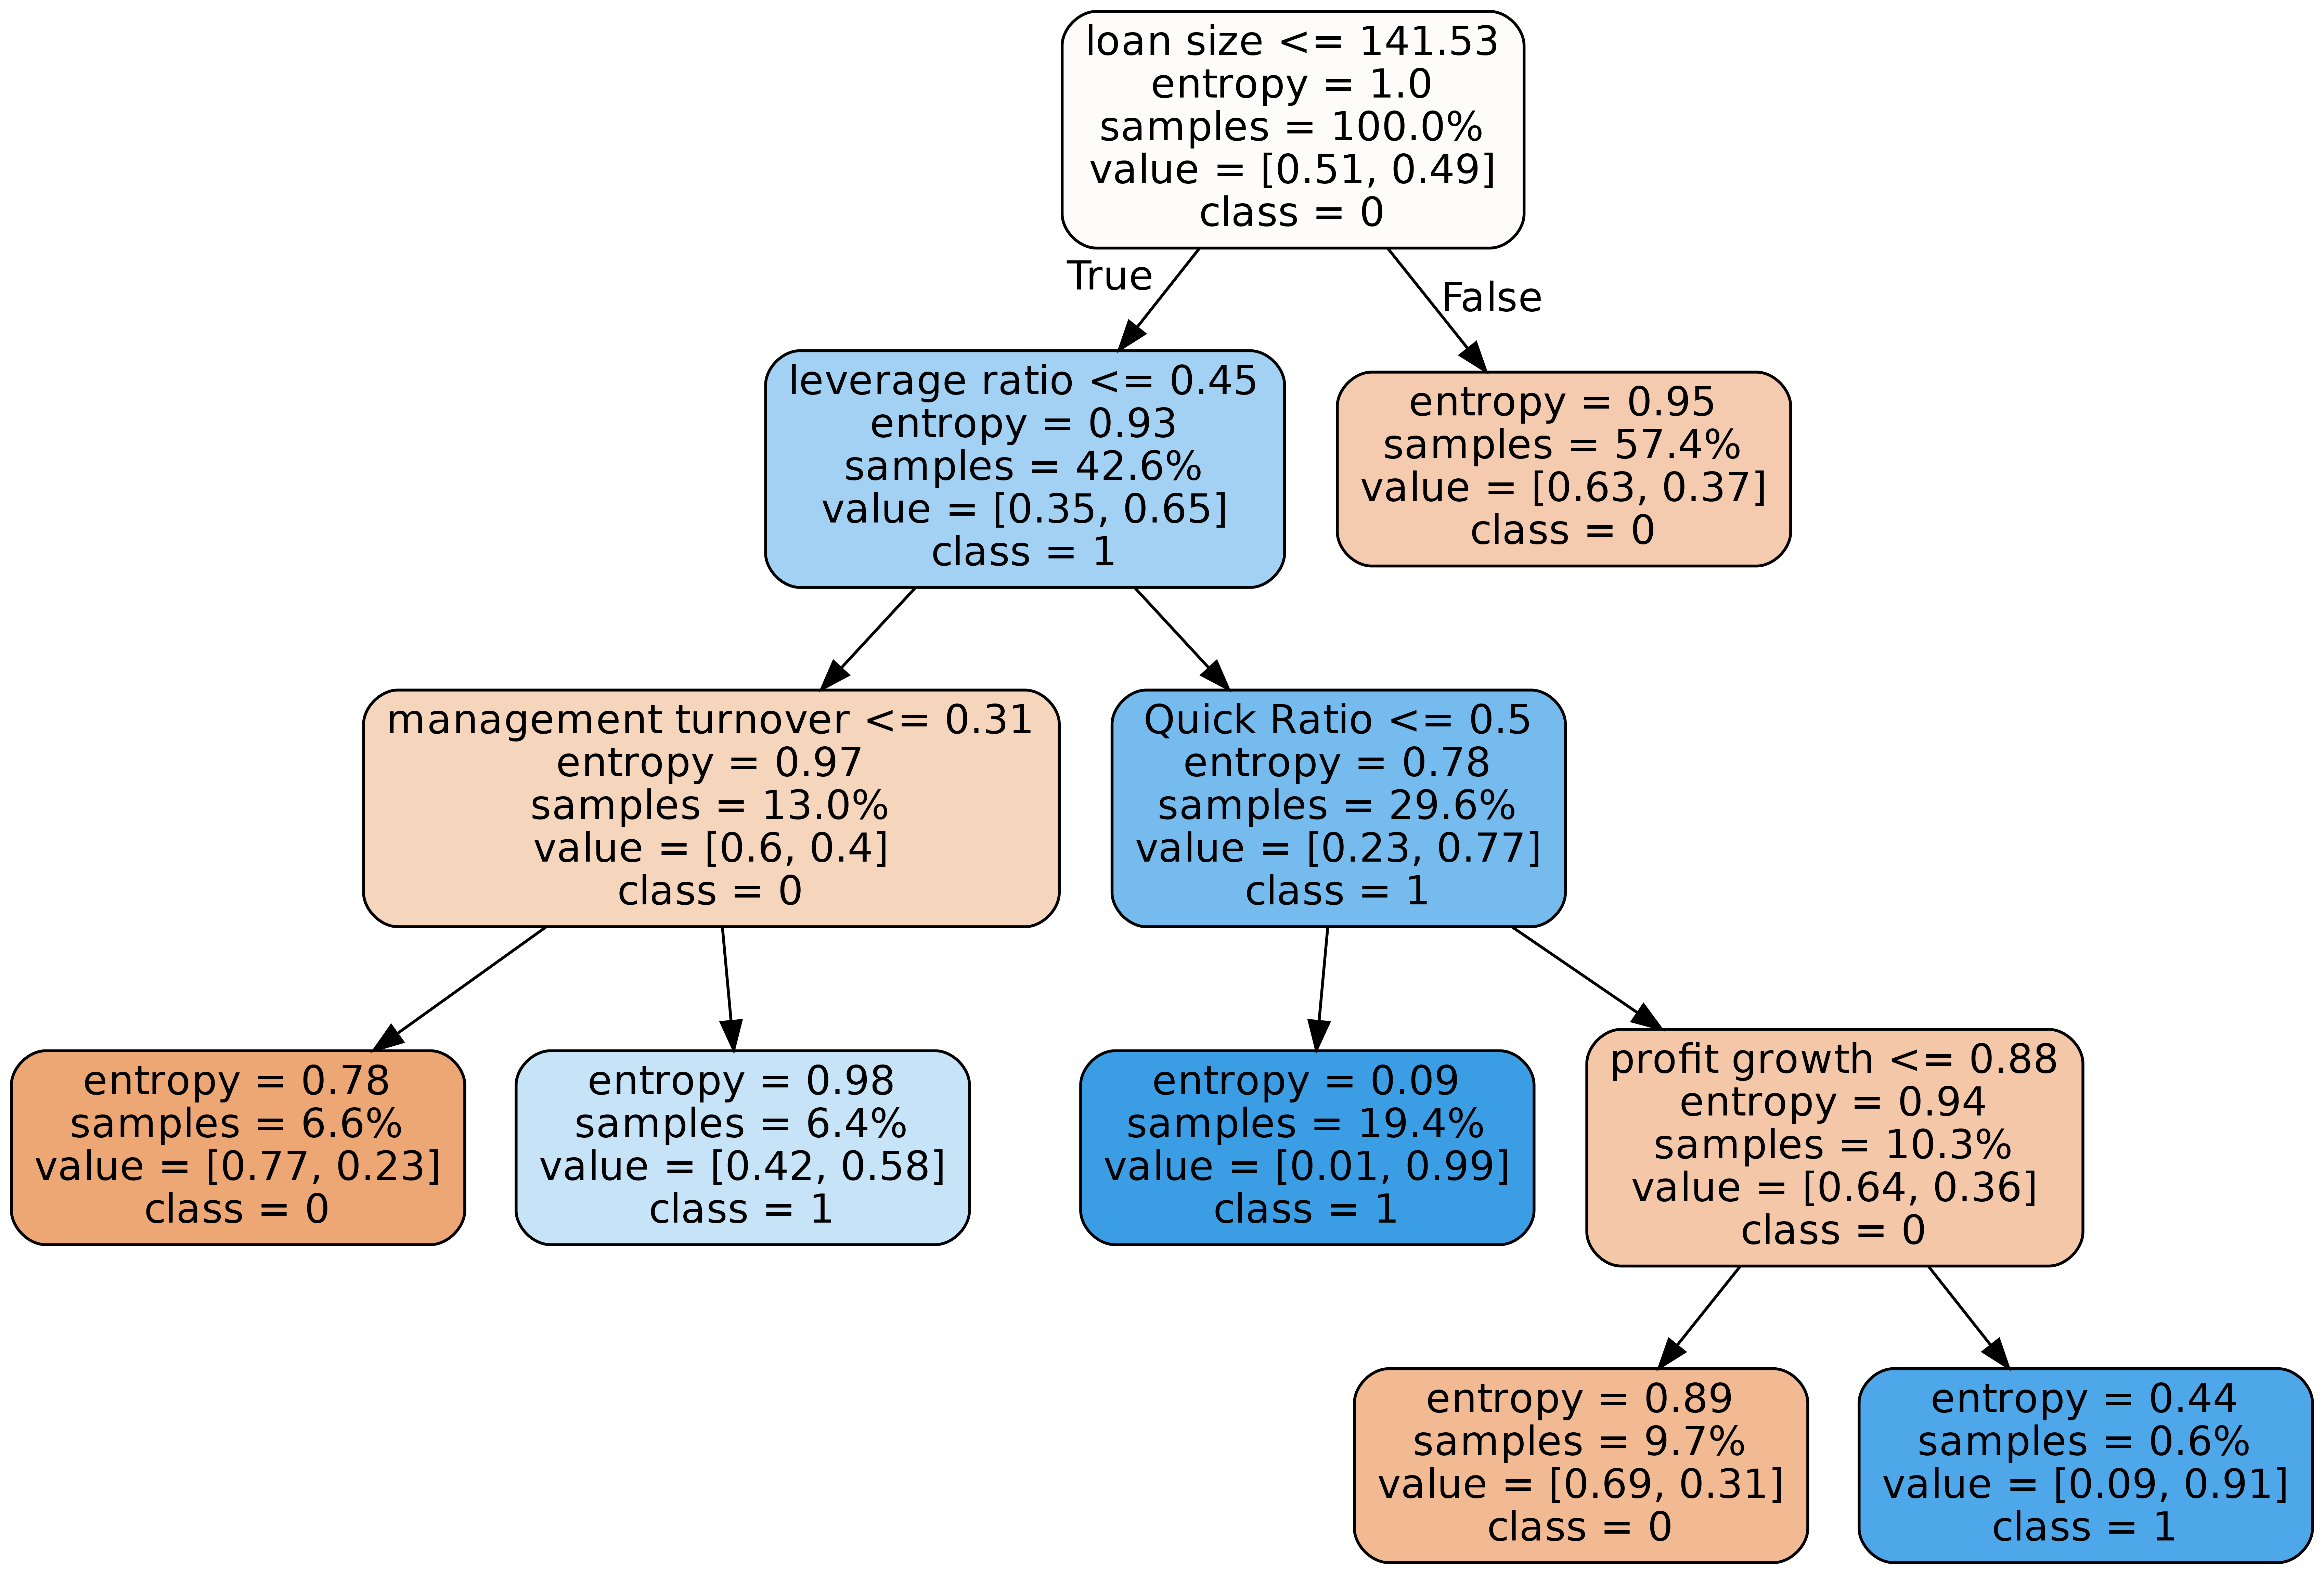 loan size <= 141.53
entropy = 1.0
samples = 100.0%
value = [0.51, 0.49]
class = 0
True
False
leverage ratio <= 0.45
entropy = 0.93
samples = 42.6%
value = [0.35, 0.65]
class = 1
entropy = 0.95
samples = 57.4%
value = [0.63, 0.37]
class = 0
management turnover <= 0.31
entropy = 0.97
samples = 13.0%
value = [0.6, 0.4]
class = 0
Quick Ratio <= 0.5
entropy = 0.78
samples = 29.6%
value = [0.23, 0.77]
class = 1
entropy = 0.78
samples = 6.6%
value = [0.77, 0.23]
class = 0
entropy = 0.98
samples = 6.4%
value = [0.42, 0.58]
class = 1
entropy = 0.09
samples = 19.4%
value = [0.01, 0.99]
class = 1
profit growth <= 0.88
entropy = 0.94
samples = 10.3%
value = [0.64, 0.36]
class = 0
entropy = 0.89
samples = 9.7%
value = [0.69, 0.31]
class = 0
entropy = 0.44
samples = 0.6%
value = [0.09, 0.91]
class = 1